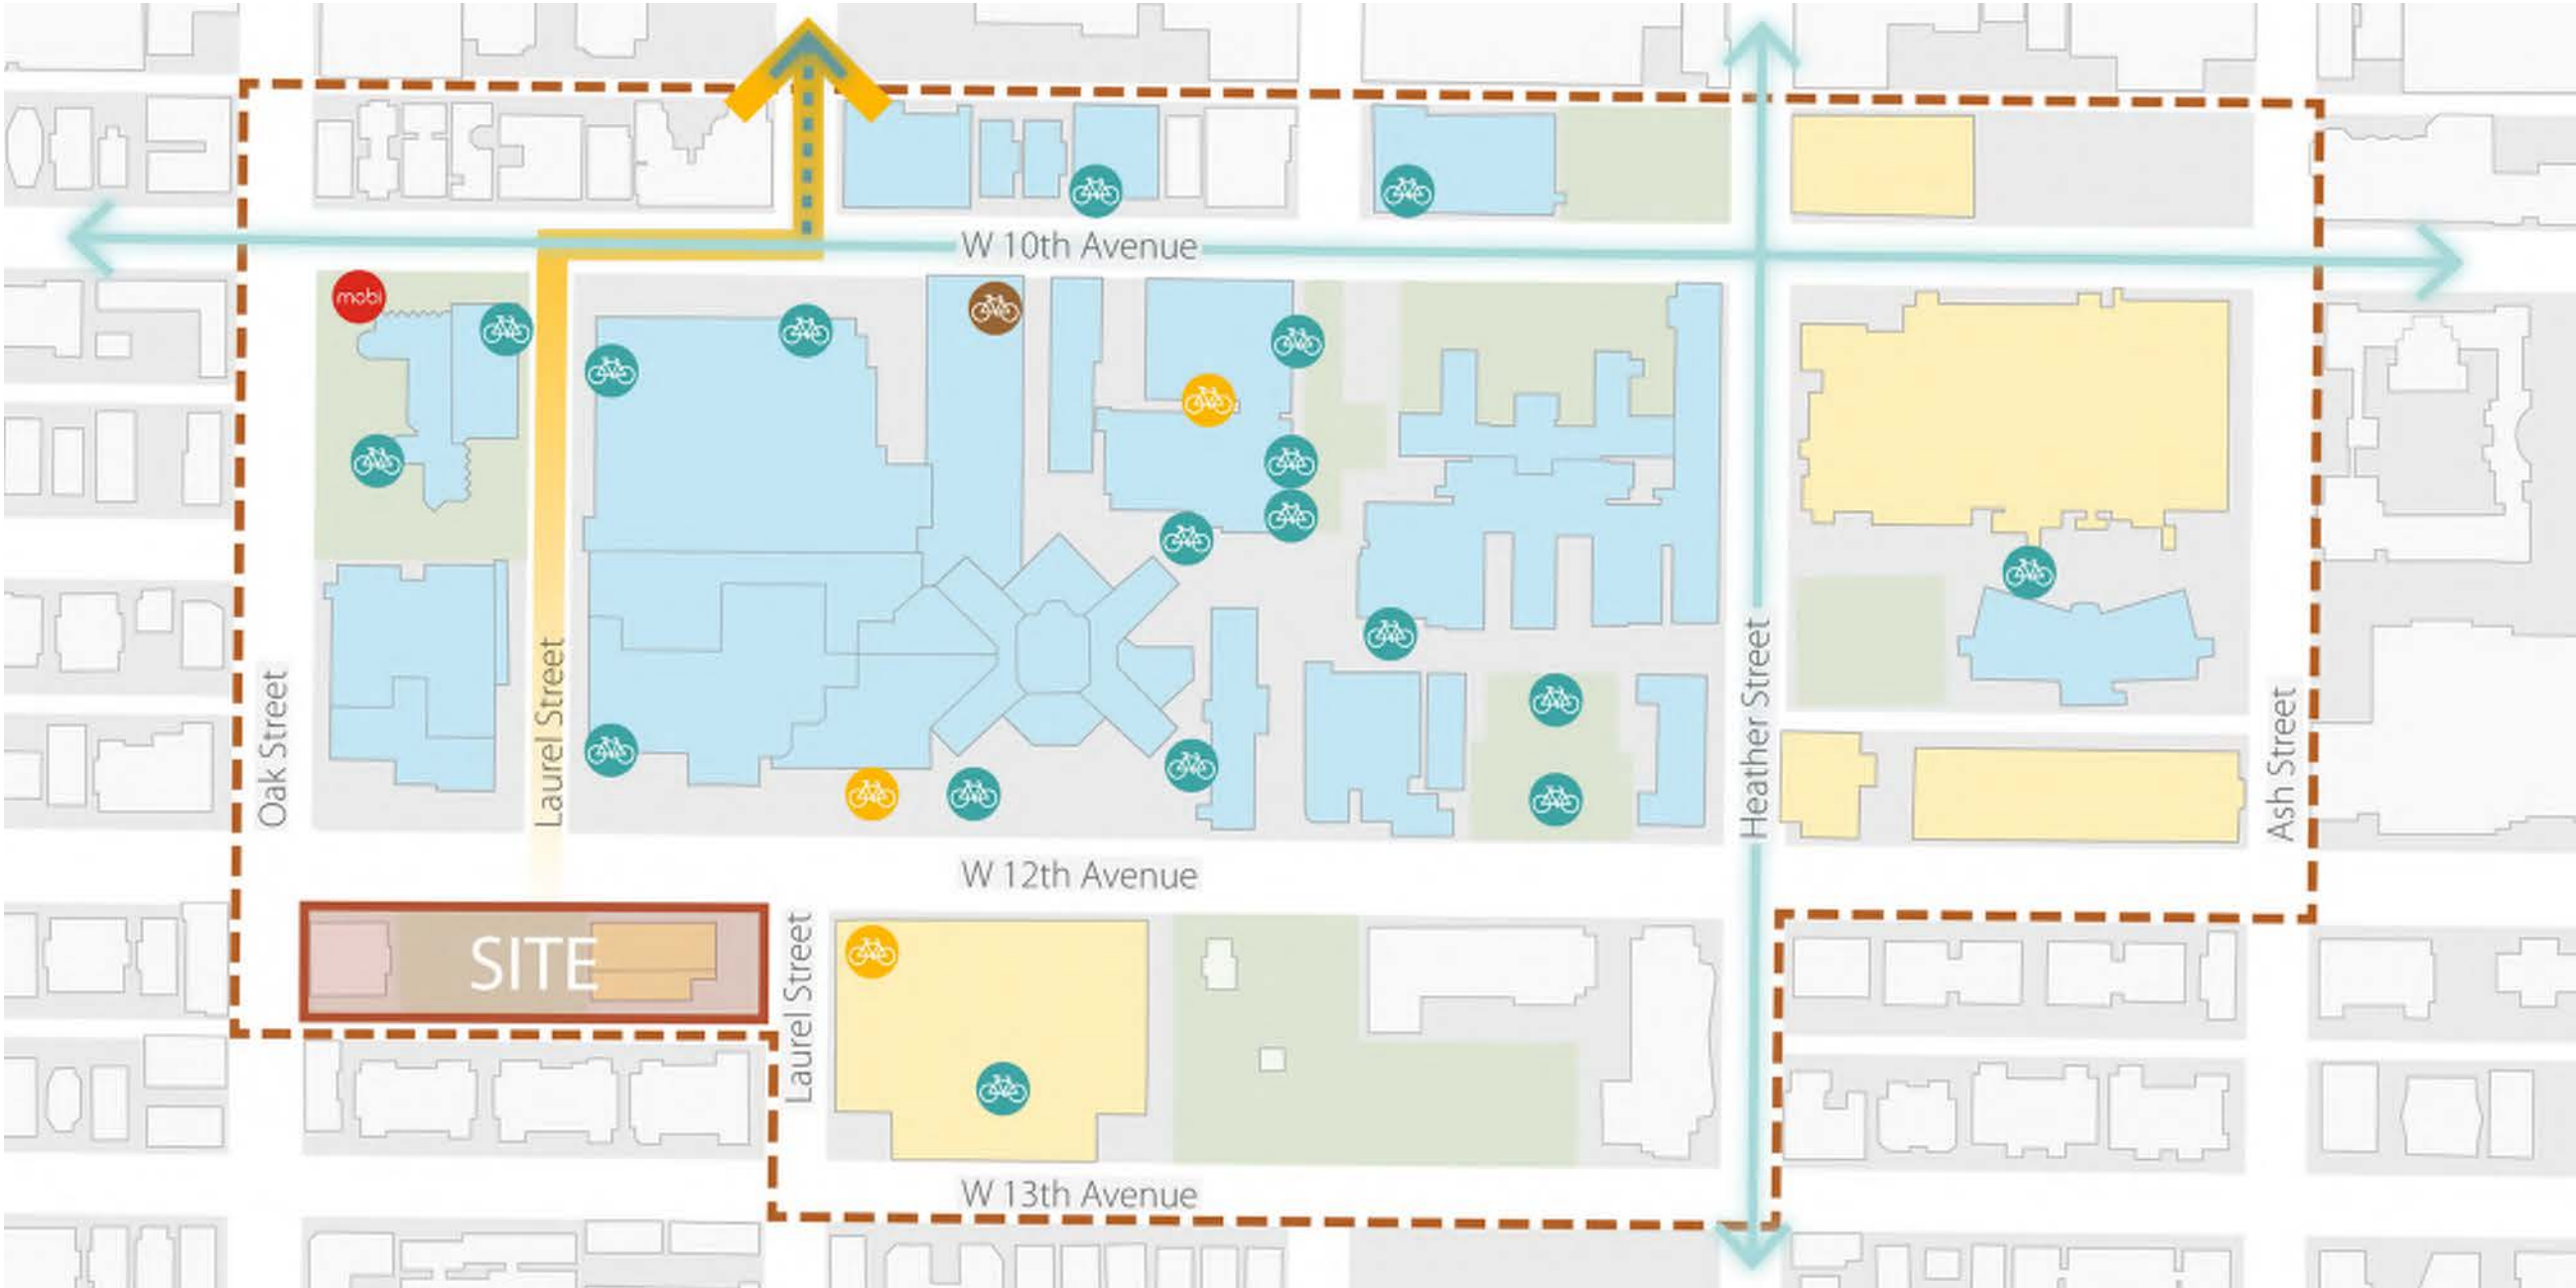 W 10th Avenue
mobi
Oak Street
Laurel Street
Heather Street
Ash Street
W 12th Avenue
SITE
Laurel Street
W 13th Avenue